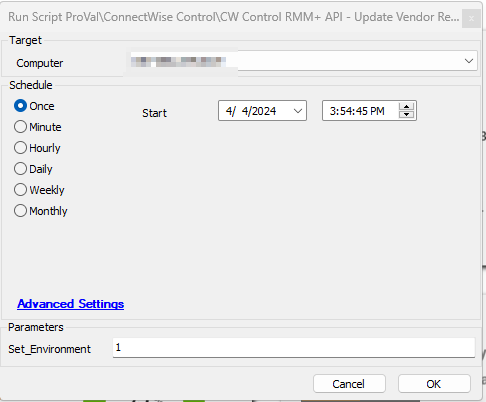 Run Script ProVal\ConnectWise Control\CW Control RMM+ API - Update Vendor Re... x
Target
Computer
Schedule
Once Start 4/ 4/2024 3:54:45 PM
Minute
Hourly
Daily
Weekly
Monthly
Advanced Settings
Parameters
Set_Environment 1
Cancel OK